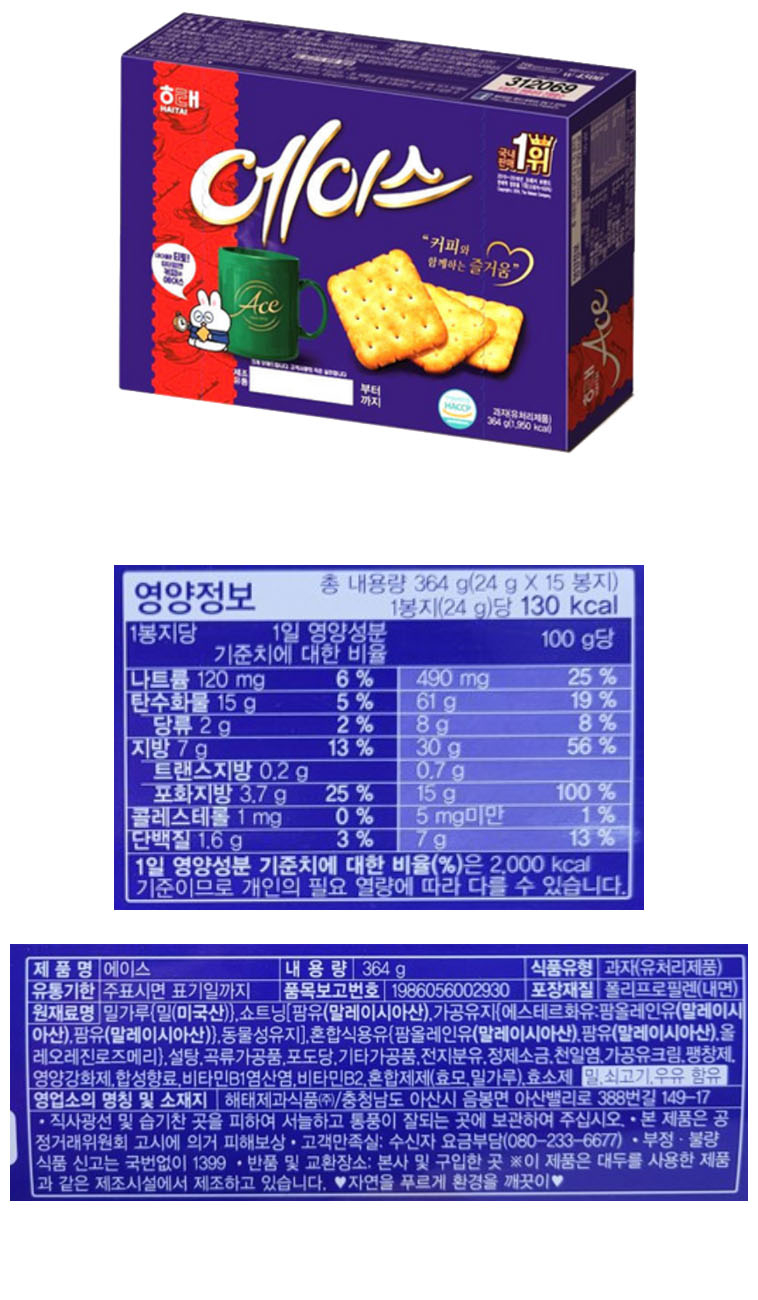 312069
해태
HAITAI
에이스
국내
판매
1위
"커피와
함께하는 즐거움"
에이스
Ace
제조
유통
부터
까지
HACCP
과자(유처리제품)
364 g(1,950 kcal)
해태 Ace
영양정보
총 내용량 364 g(24 g X 15 봉지)
1봉지(24 g)당 130 kcal
1봉지당 1일 영양성분 기준치에 대한 비율 100 g당
나트륨 120 mg 6 % 490 mg 25 %
탄수화물 15 g 5 % 61 g 19 %
당류 2 g 2 % 8 g 8 %
지방 7 g 13 % 30 g 56 %
트랜스지방 0.2 g 0.7 g
포화지방 3.7 g 25 % 15 g 100 %
콜레스테롤 1 mg 0 % 5 mg미만 1 %
단백질 1.6 g 3 % 7 g 13 %
1일 영양성분 기준치에 대한 비율(%)은 2,000 kcal
기준이므로 개인의 필요 열량에 따라 다를 수 있습니다.
제 품 명 에이스 내 용 량 364 g 식품유형 과자(유처리제품)
유통기한 주표시면 표기일까지 품목보고번호 1986056002930 포장재질 폴리프로필렌(내면)
원재료명 밀가루{밀(미국산)},쇼트닝[팜유(말레이시아산),가공유지{에스테르화유:팜올레인유(말레이시
아산),팜유(말레이시아산)},동물성유지],혼합식용유{팜올레인유(말레이시아산),팜유(말레이시아산),올
레오레진로즈메리},설탕,곡류가공품,포도당,기타가공품,전지분유,정제소금,천일염,가공유크림,팽창제,
영양강화제,합성향료,비타민B1염산염,비타민B2,혼합제제(효모,밀가루),효소제 밀,쇠고기,우유 함유
영업소의 명칭 및 소재지 해태제과식품㈜/충청남도 아산시 음봉면 아산밸리로 388번길 149-17
• 직사광선 및 습기찬 곳을 피하여 서늘하고 통풍이 잘되는 곳에 보관하여 주십시오 • 본 제품은 공
정거래위원회 고시에 의거 피해보상 • 고객만족실: 수신자 요금부담(080-233-6677) • 부정 · 불량
식품 신고는 국번없이 1399 • 반품 및 교환장소: 본사 및 구입한 곳 ※이 제품은 대두를 사용한 제품
과 같은 제조시설에서 제조하고 있습니다. ♥자연을 푸르게 환경을 깨끗이♥